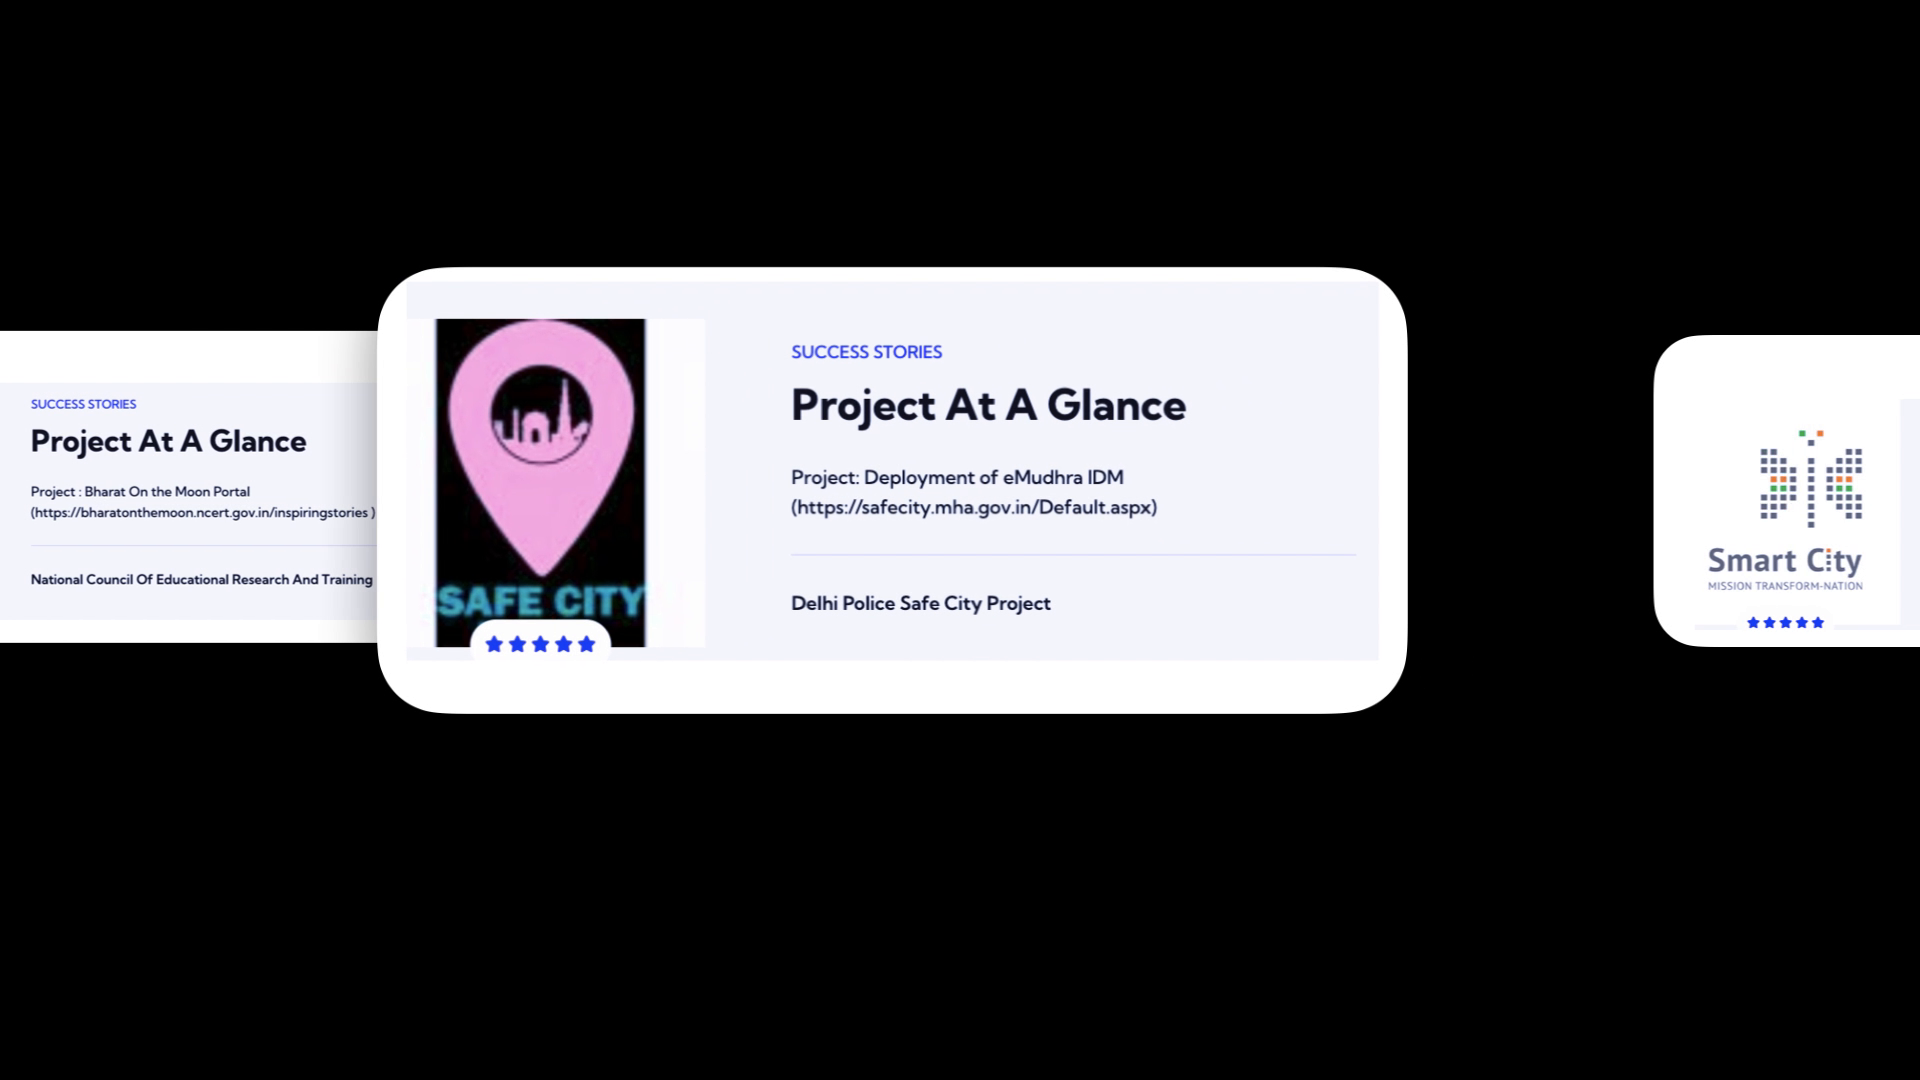 SUCCESS STORIES
Project At A Glance
Project : Bharat On the Moon Portal
(https://bharatonthemoon.ncert.gov.in/inspiringstories )
National Council Of Educational Research And Training
SAFE CITY
SUCCESS STORIES
Project At A Glance
Project: Deployment of eMudhra IDM
(https://safecity.mha.gov.in/Default.aspx)
Delhi Police Safe City Project
Smart City
MISSION TRANSFORM-NATION